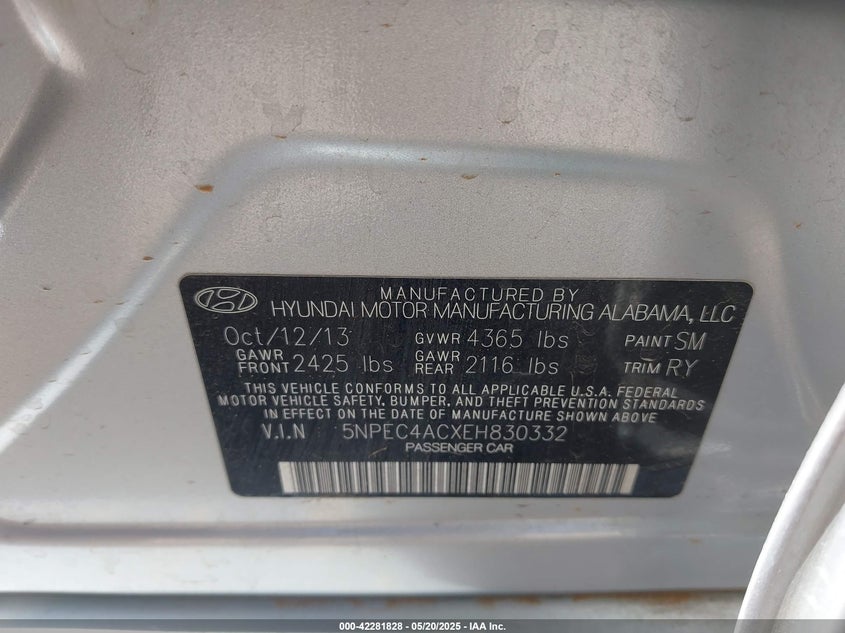 MANUFACTURED BY
HYUNDAI MOTOR MANUFACTURING ALABAMA, LLC
Oct/12/13 GVWR 4365 lbs PAINT SM
GAWR FRONT 2425 lbs GAWR REAR 2116 lbs TRIM RY
THIS VEHICLE CONFORMS TO ALL APPLICABLE U.S.A. FEDERAL
MOTOR VEHICLE SAFETY, BUMPER, AND THEFT PREVENTION STANDARDS
IN EFFECT ON THE DATE OF MANUFACTURE SHOWN ABOVE
V.I.N 5NPEC4ACXEH830332
PASSENGER CAR
000-42281828 - 05/20/2025 - IAA Inc.